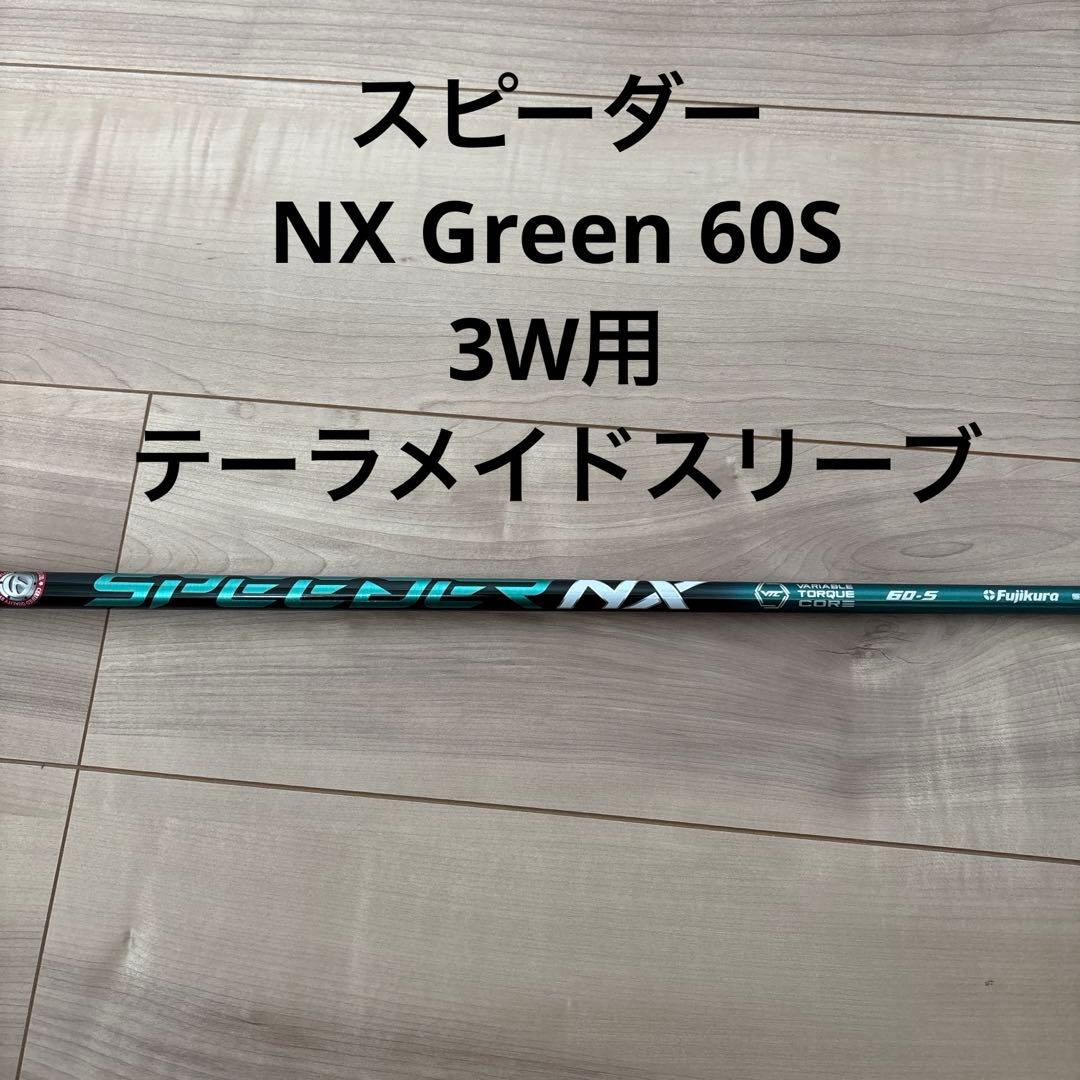 スピーダー
NX Green 60S
3W用
テーラメイドスリーブ
SPEEDER NX VTC VARIABLE TORQUE CORE 60-S Fujikura